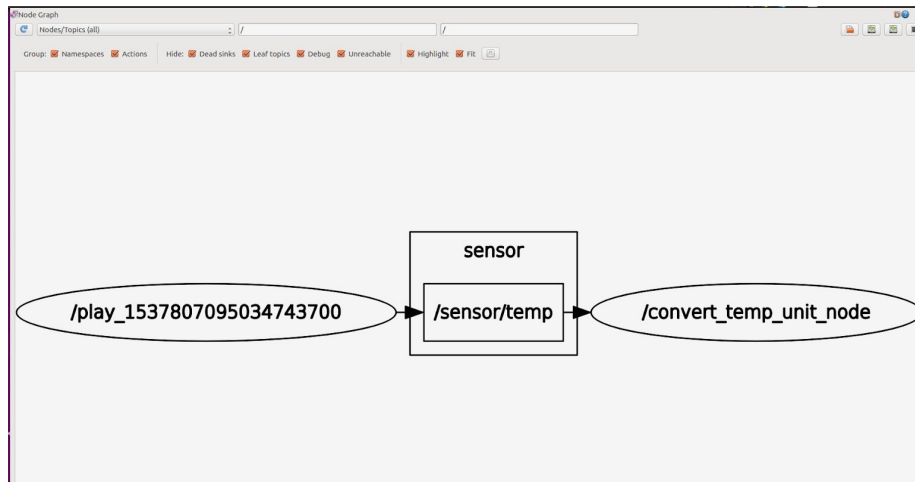 Node Graph
Nodes/Topics (all) / /
Group: Namespaces Actions Hide: Dead sinks Leaf topics Debug Unreachable Highlight Fit
sensor
/play_1537807095034743700 /sensor/temp /convert_temp_unit_node